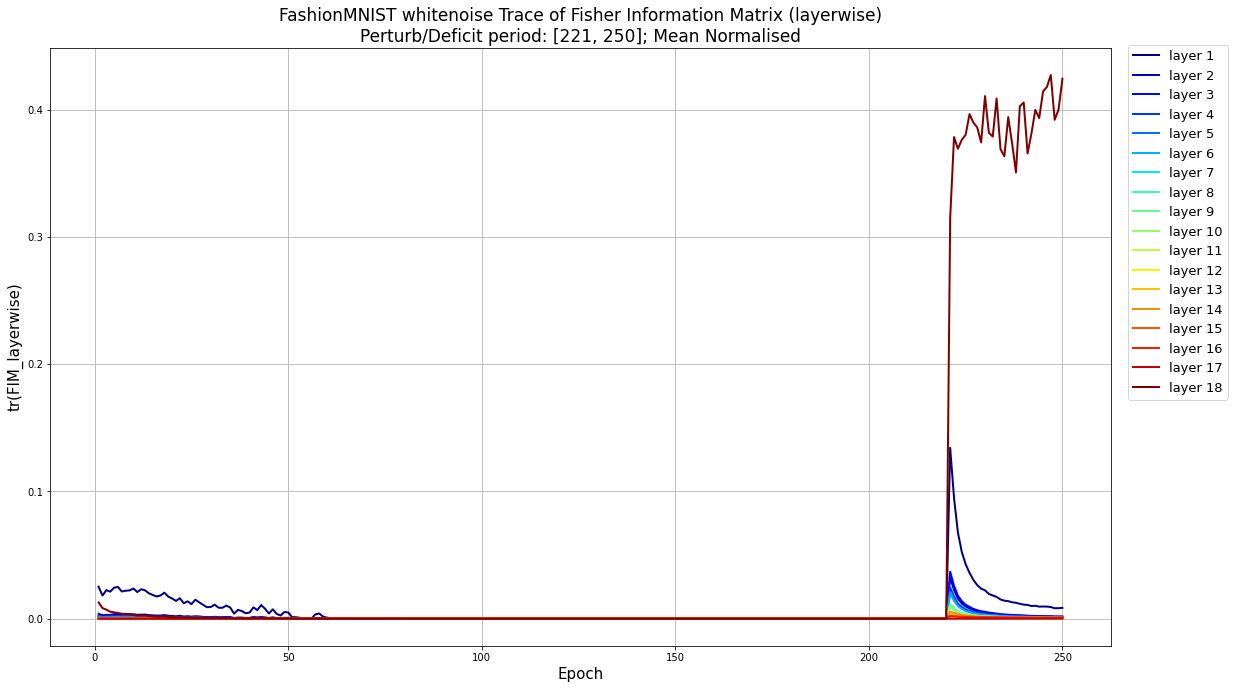 FashionMNIST whitenoise Trace of Fisher Information Matrix (layerwise)
Perturb/Deficit period: [221, 250]; Mean Normalised
tr(FIM_layerwise)
0.4
0.3
0.2
0.1
0.0
0
50
100
150
200
250
Epoch
layer 1
layer 2
layer 3
layer 4
layer 5
layer 6
layer 7
layer 8
layer 9
layer 10
layer 11
layer 12
layer 13
layer 14
layer 15
layer 16
layer 17
layer 18